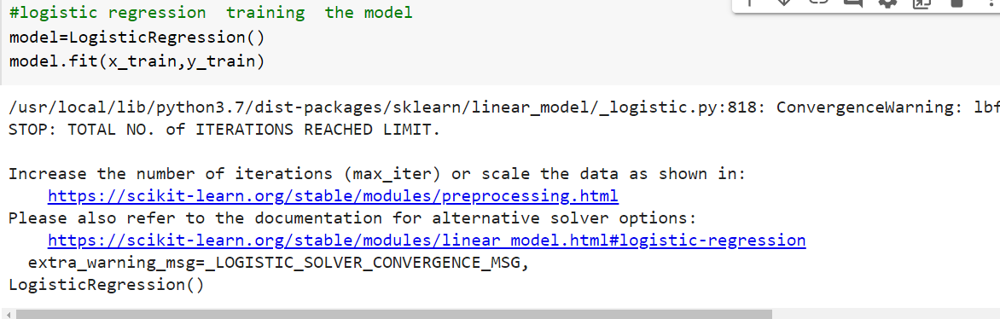 #logistic regression  training  the model
model=LogisticRegression()
model.fit(x_train,y_train)
/usr/local/lib/python3.7/dist-packages/sklearn/linear_model/_logistic.py:818: ConvergenceWarning: lbf
STOP: TOTAL NO. of ITERATIONS REACHED LIMIT.
Increase the number of iterations (max_iter) or scale the data as shown in:
    https://scikit-learn.org/stable/modules/preprocessing.html
Please also refer to the documentation for alternative solver options:
    https://scikit-learn.org/stable/modules/linear_model.html#logistic-regression
  extra_warning_msg=_LOGISTIC_SOLVER_CONVERGENCE_MSG,
LogisticRegression()